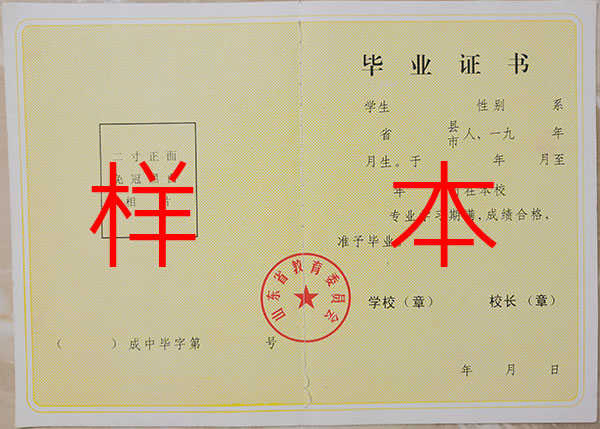 二寸正面
免冠
相
样
山东省教育委员会
（ ）成中毕字第 号
毕业证书
学生 性别 系
省 县市人，一九 年
月生。于 年 月至
年 在本校
专业学习期满，成绩合格，
准予毕业
本
学校（章） 校长（章）
年 月 日